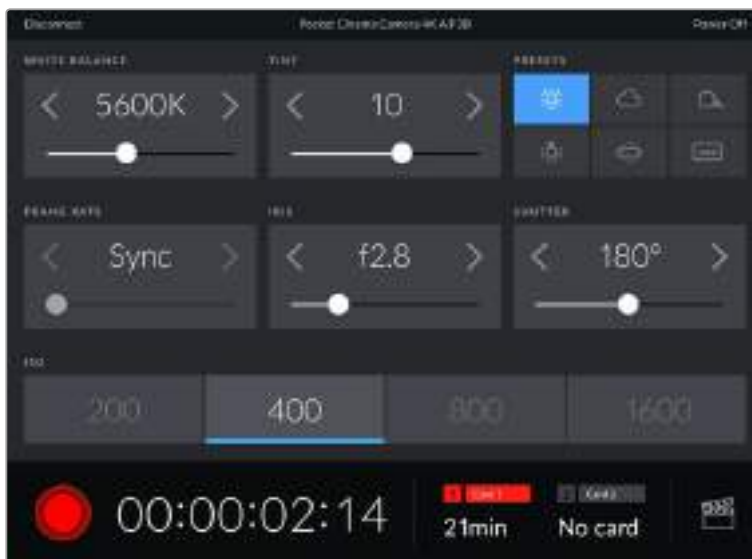 Disconnect Pocket Cinema Camera 4K Power Off
WHITE BALANCE TINT PRESETS
5600K 10
FRAME RATE IRIS SHUTTER
Sync f2.8 180°
ISO
200 400 800 1600
00:00:02:14
21min No card